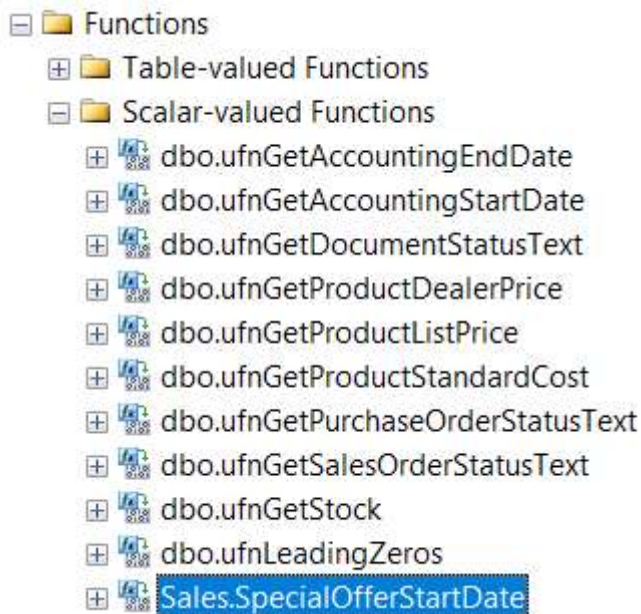 Functions
Table-valued Functions
Scalar-valued Functions
dbo.ufnGetAccountingEndDate
dbo.ufnGetAccountingStartDate
dbo.ufnGetDocumentStatusText
dbo.ufnGetProductDealerPrice
dbo.ufnGetProductListPrice
dbo.ufnGetProductStandardCost
dbo.ufnGetPurchaseOrderStatusText
dbo.ufnGetSalesOrderStatusText
dbo.ufnGetStock
dbo.ufnLeadingZeros
Sales.SpecialOfferStartDate